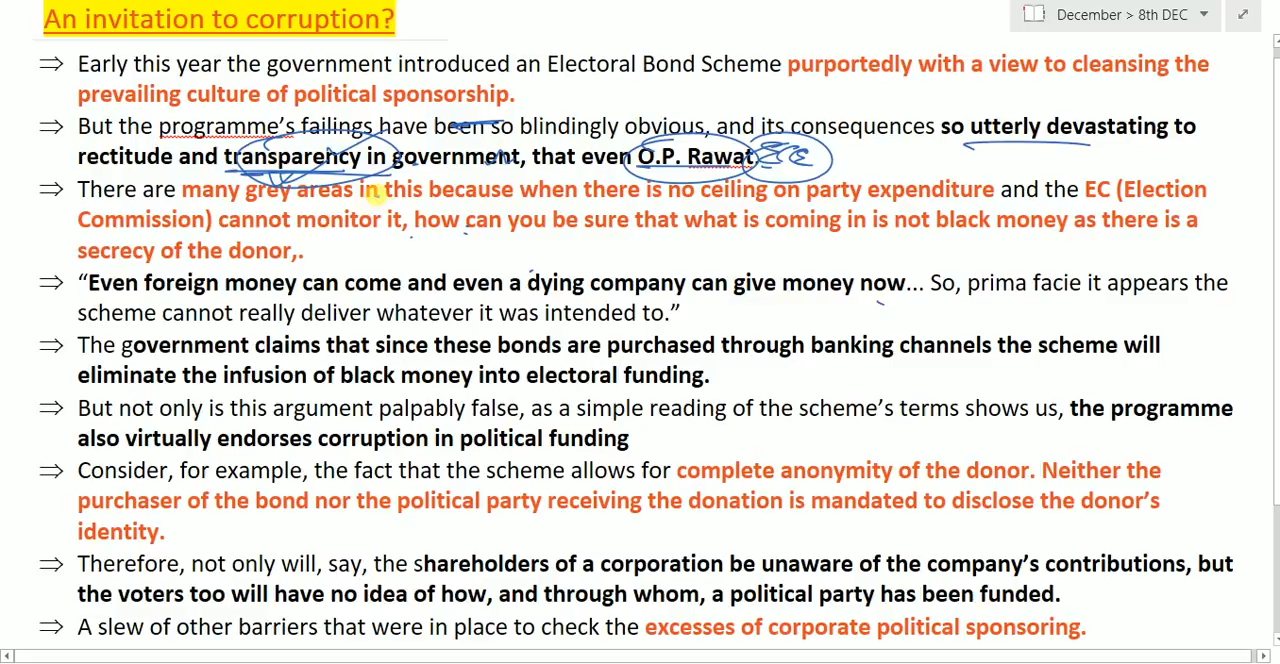 An invitation to corruption?
December > 8th DEC
⇒ Early this year the government introduced an Electoral Bond Scheme purportedly with a view to cleansing the
prevailing culture of political sponsorship.
⇒ But the programme's failings have been so blindingly obvious, and its consequences so utterly devastating to
rectitude and transparency in government, that even O.P. Rawat.
⇒ There are many grey areas in this because when there is no ceiling on party expenditure and the EC (Election
Commission) cannot monitor it, how can you be sure that what is coming in is not black money as there is a
secrecy of the donor,.
⇒ “Even foreign money can come and even a dying company can give money now... So, prima facie it appears the
scheme cannot really deliver whatever it was intended to.”
⇒ The government claims that since these bonds are purchased through banking channels the scheme will
eliminate the infusion of black money into electoral funding.
⇒ But not only is this argument palpably false, as a simple reading of the scheme's terms shows us, the programme
also virtually endorses corruption in political funding
⇒ Consider, for example, the fact that the scheme allows for complete anonymity of the donor. Neither the
purchaser of the bond nor the political party receiving the donation is mandated to disclose the donor's
identity.
⇒ Therefore, not only will, say, the shareholders of a corporation be unaware of the company's contributions, but
the voters too will have no idea of how, and through whom, a political party has been funded.
⇒ A slew of other barriers that were in place to check the excesses of corporate political sponsoring.